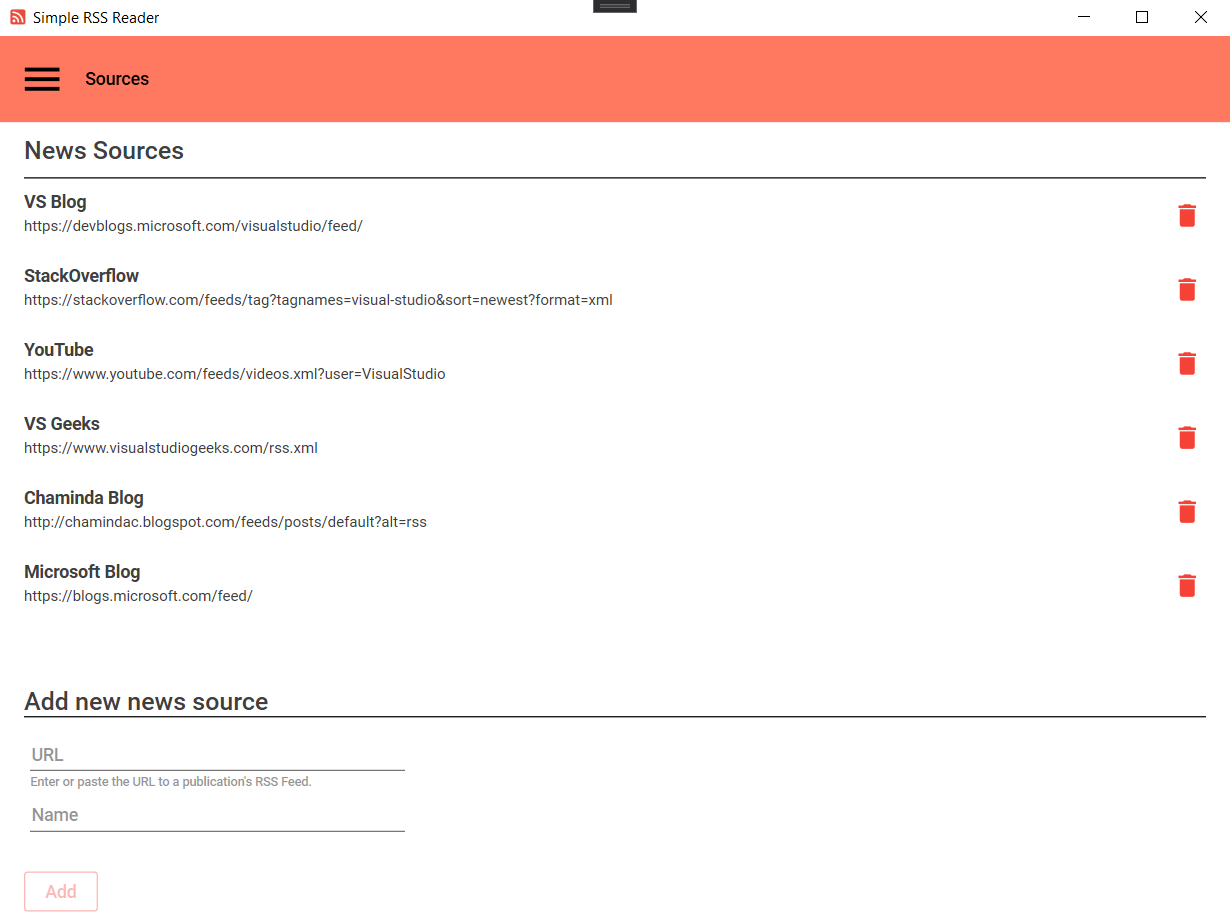 Simple RSS Reader
Sources
News Sources
VS Blog
https://devblogs.microsoft.com/visualstudio/feed/
StackOverflow
https://stackoverflow.com/feeds/tag?tagnames=visual-studio&sort=newest?format=xml
YouTube
https://www.youtube.com/feeds/videos.xml?user=VisualStudio
VS Geeks
https://www.visualstudiogeeks.com/rss.xml
Chaminda Blog
http://chamindac.blogspot.com/feeds/posts/default?alt=rss
Microsoft Blog
https://blogs.microsoft.com/feed/
Add new news source
URL
Enter or paste the URL to a publication's RSS Feed.
Name
Add